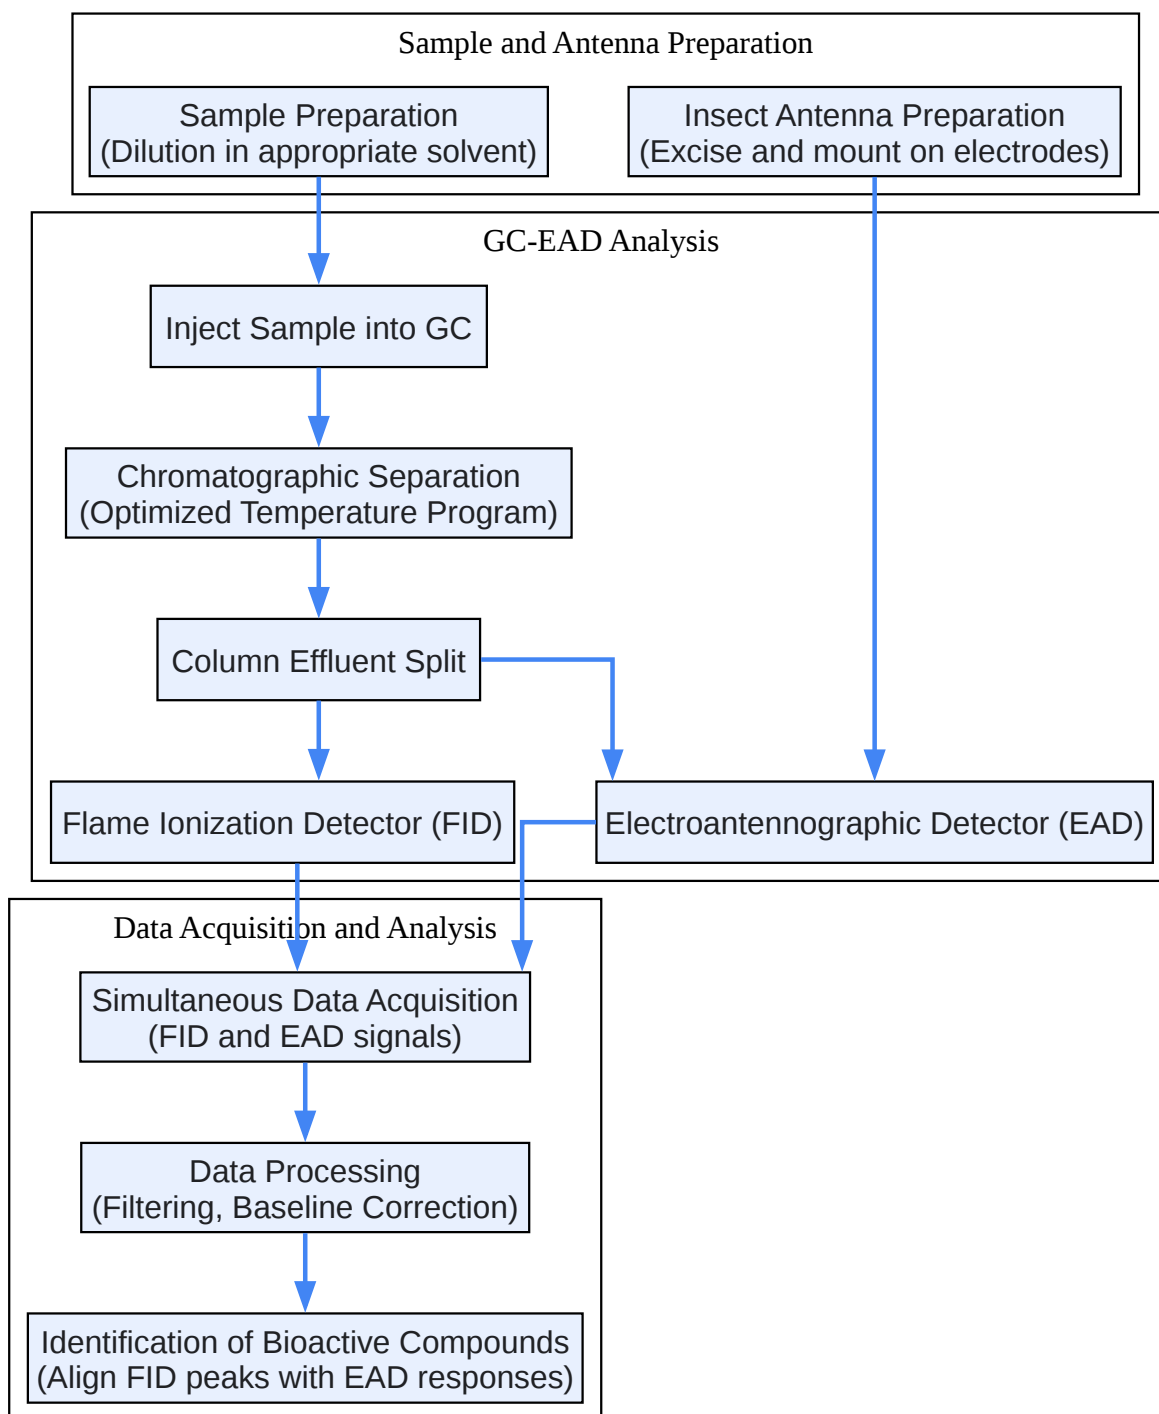 Sample and Antenna Preparation
Sample Preparation
(Dilution in appropriate solvent)
Insect Antenna Preparation
(Excise and mount on electrodes)
GC-EAD Analysis
Inject Sample into GC
Chromatographic Separation
(Optimized Temperature Program)
Column Effluent Split
Flame Ionization Detector (FID)
Electroantennographic Detector (EAD)
Data Acquisition and Analysis
Simultaneous Data Acquisition
(FID and EAD signals)
Data Processing
(Filtering, Baseline Correction)
Identification of Bioactive Compounds
(Align FID peaks with EAD responses)